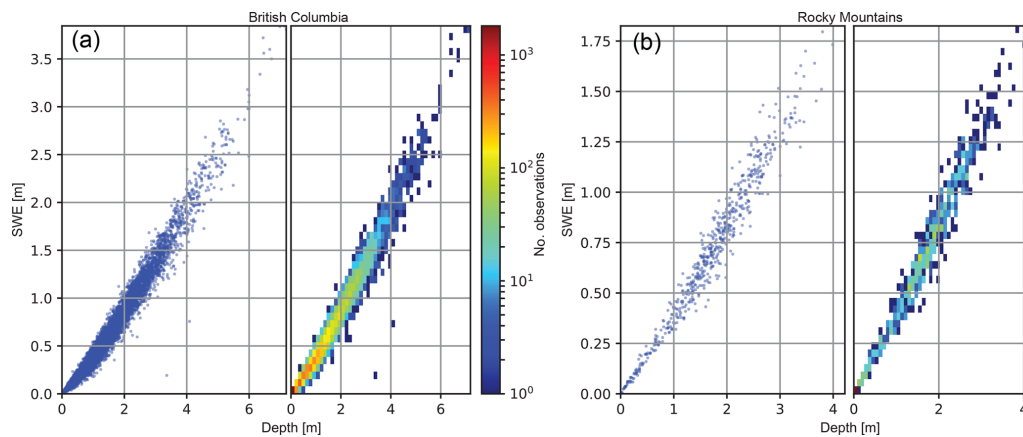 British Columbia
(a)
SWE [m]
3.5
3.0
2.5
2.0
1.5
1.0
0.5
0.0
0 2 4 6
0 2 4 6
Depth [m]
10³
10²
10¹
10⁰
No. observations
Rocky Mountains
(b)
SWE [m]
1.75
1.50
1.25
1.00
0.75
0.50
0.25
0.00
0 1 2 3 4
0 2 4
Depth [m]